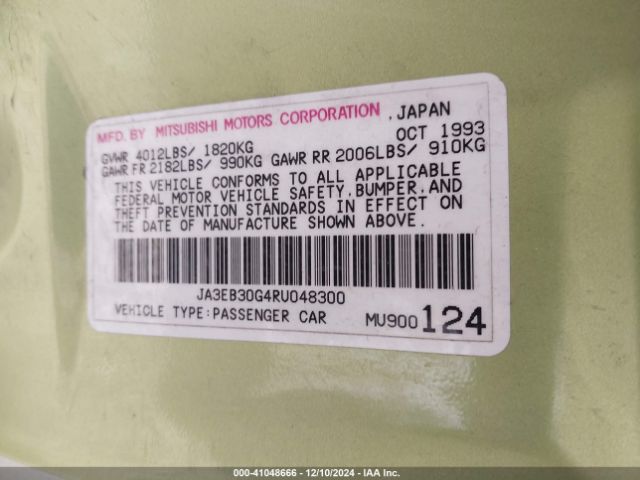 MFD. BY MITSUBISHI MOTORS CORPORATION , JAPAN
OCT 1993
GVWR 4012LBS/ 1820KG
GAWR FR 2182LBS/ 990KG GAWR RR 2006LBS/ 910KG
THIS VEHICLE CONFORMS TO ALL APPLICABLE
FEDERAL MOTOR VEHICLE SAFETY,BUMPER,AND
THEFT PREVENTION STANDARDS IN EFFECT ON
THE DATE OF MANUFACTURE SHOWN ABOVE.
JA3EB30G4RU048300
VEHICLE TYPE:PASSENGER CAR MU900124
000-41048666 • 12/10/2024 • IAA Inc.